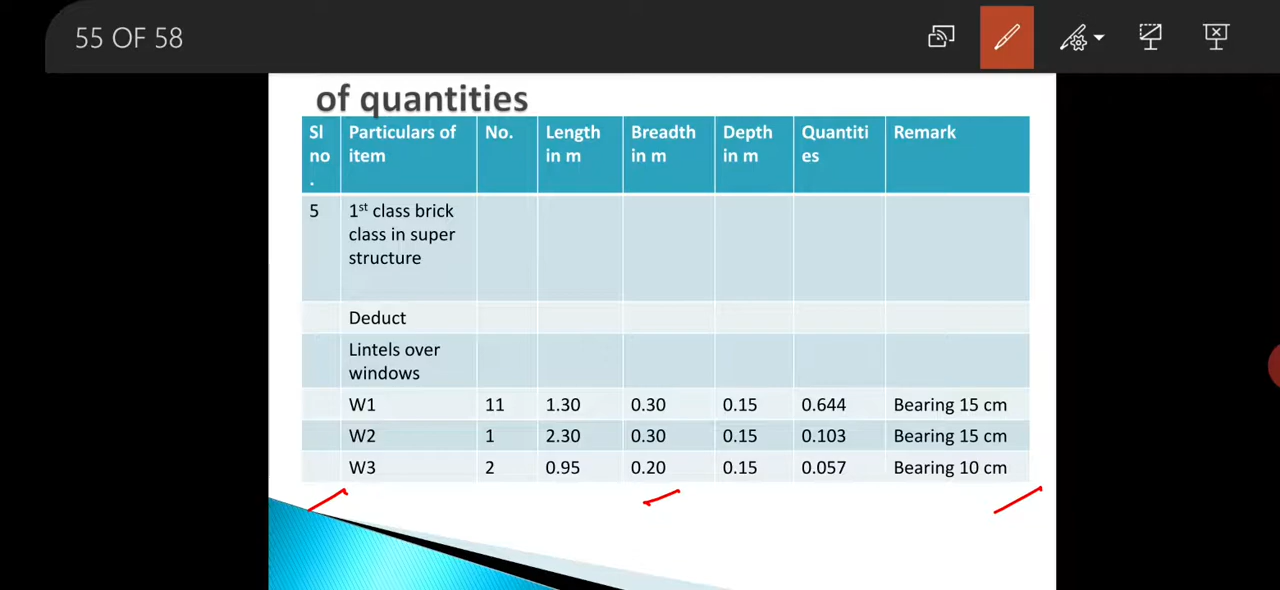 55 OF 58
of quantities
Sl no . Particulars of item No. Length in m Breadth in m Depth in m Quantiti es Remark
5 1st class brick class in super structure
Deduct
Lintels over windows
W1 11 1.30 0.30 0.15 0.644 Bearing 15 cm
W2 1 2.30 0.30 0.15 0.103 Bearing 15 cm
W3 2 0.95 0.20 0.15 0.057 Bearing 10 cm